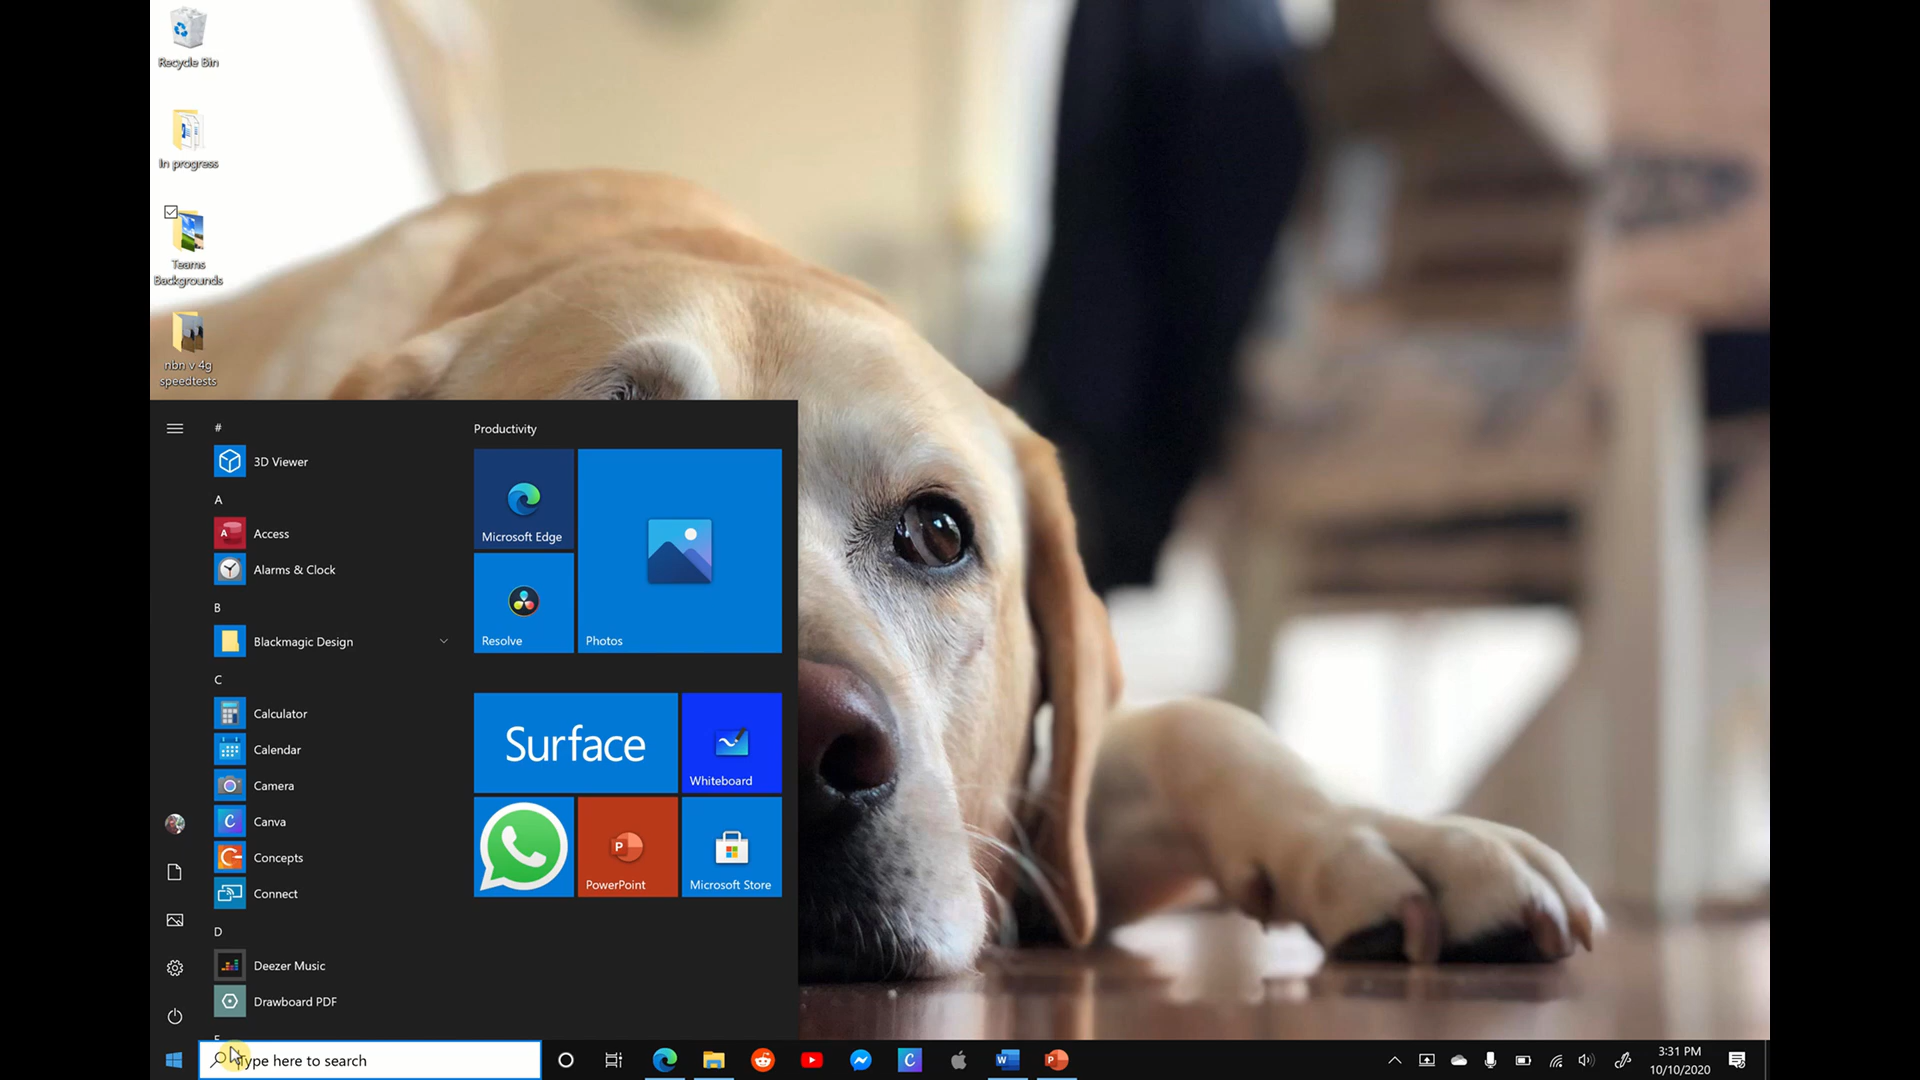 Recycle Bin
In progress
Teams
Backgrounds
nbn v 4g
speedtests
#
3D Viewer
A
Access
Alarms & Clock
B
Blackmagic Design
C
Calculator
Calendar
Camera
Canva
Concepts
Connect
D
Deezer Music
Drawboard PDF
Productivity
Microsoft Edge
Resolve
Photos
Surface
Whiteboard
PowerPoint
Microsoft Store
Type here to search
3:31 PM
10/10/2020